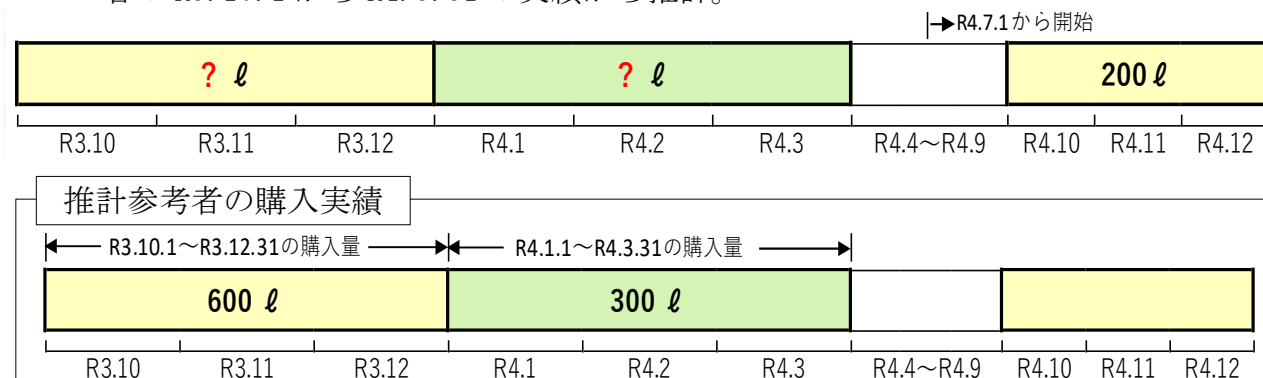 R4.7.1から開始
? ℓ ? ℓ 200 ℓ
R3.10 R3.11 R3.12 R4.1 R4.2 R4.3 R4.4～R4.9 R4.10 R4.11 R4.12
推計参考者の購入実績
R3.10.1～R3.12.31の購入量 R4.1.1～R4.3.31の購入量
600 ℓ 300 ℓ
R3.10 R3.11 R3.12 R4.1 R4.2 R4.3 R4.4～R4.9 R4.10 R4.11 R4.12